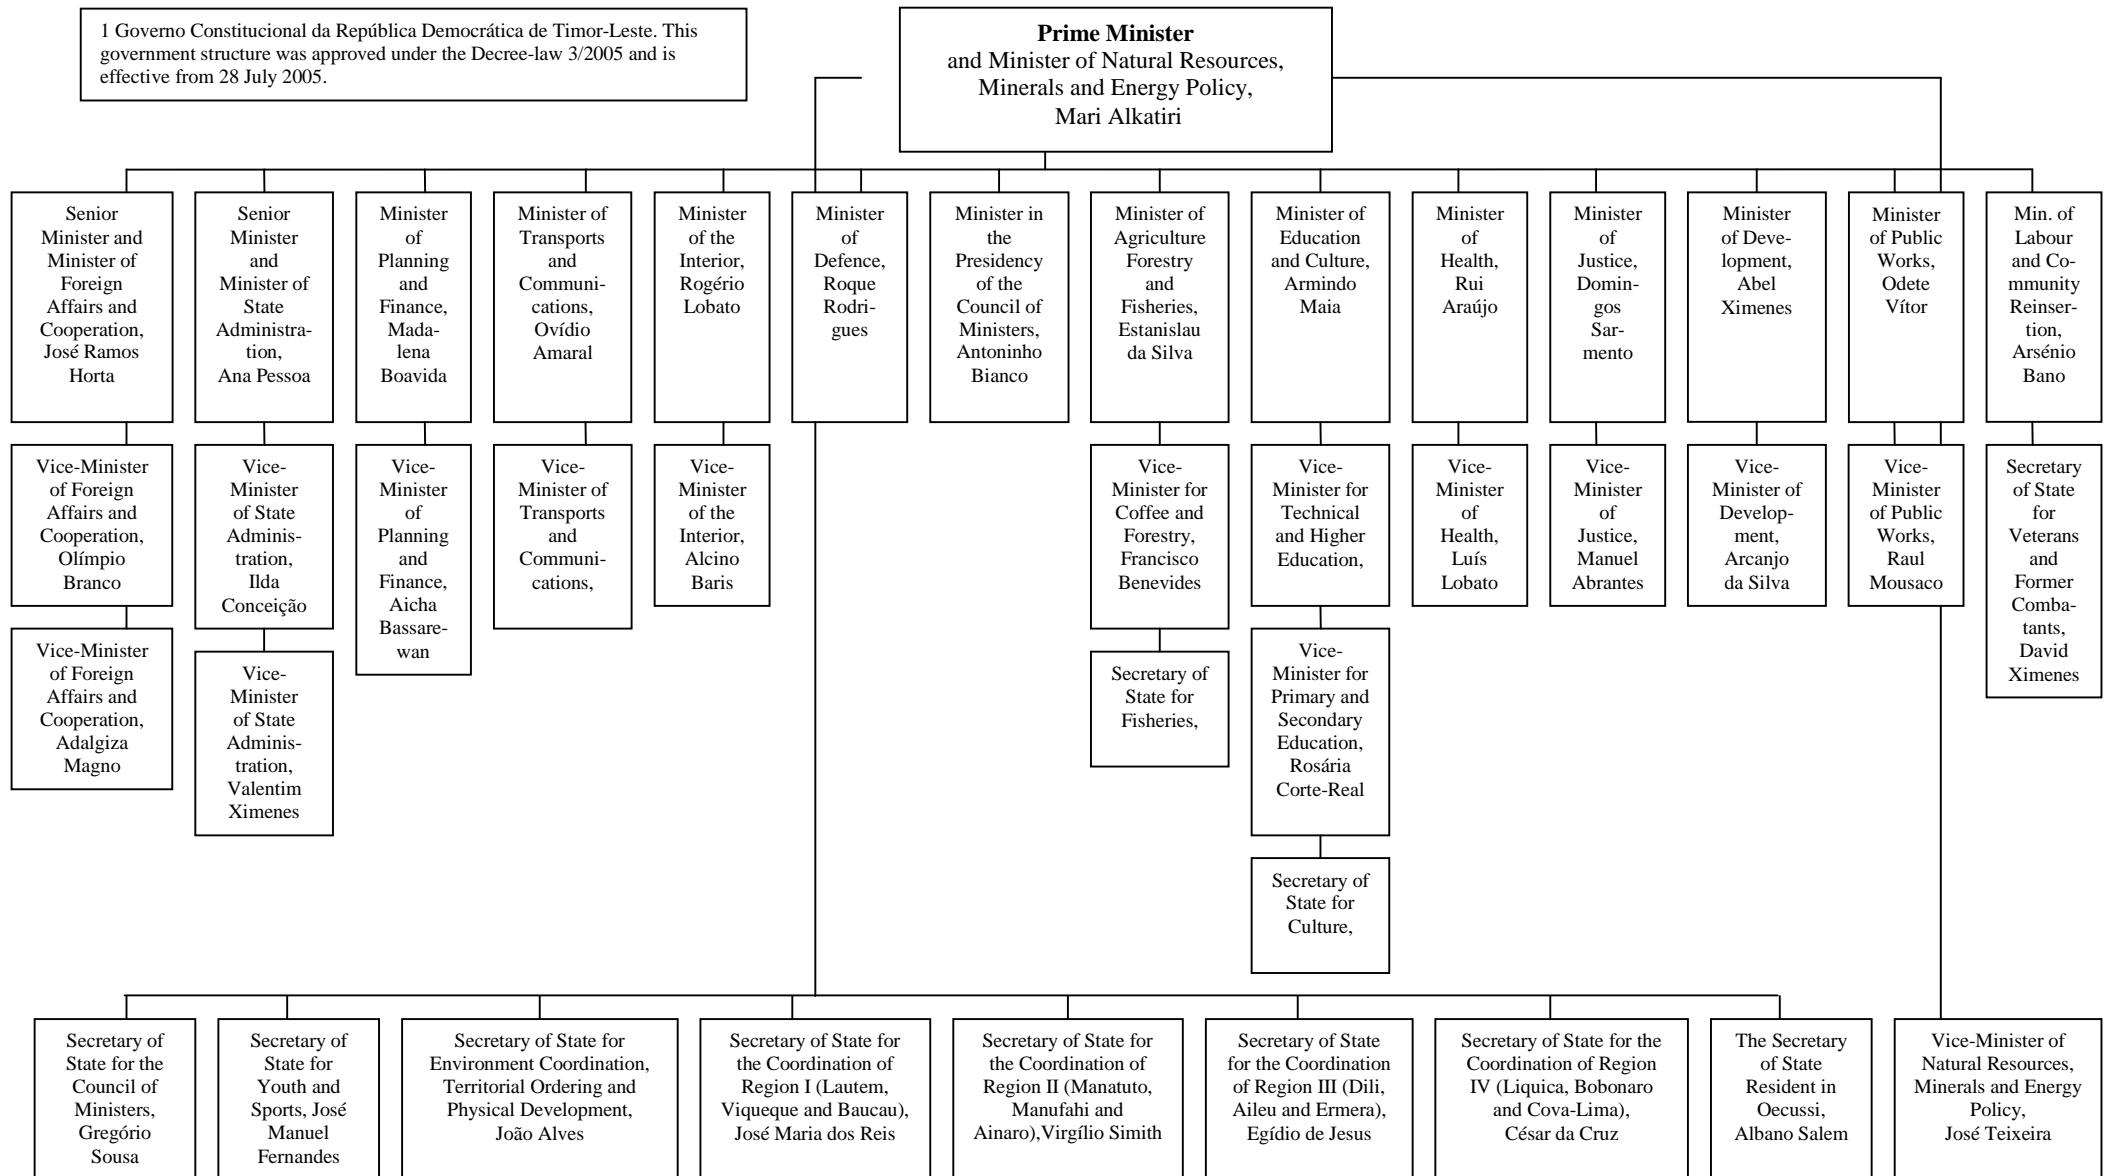 1 Governo Constitucional da República Democrática de Timor-Leste. This
government structure was approved under the Decree-law 3/2005 and is
effective from 28 July 2005.
Prime Minister
and Minister of Natural Resources,
Minerals and Energy Policy,
Mari Alkatiri
Senior
Minister and
Minister of
Foreign
Affairs and
Cooperation,
José Ramos
Horta
Senior
Minister
and
Minister of
State
Administra-
tion,
Ana Pessoa
Minister
of
Planning
and
Finance,
Mada-
lena
Boavida
Minister of
Transports
and
Communi-
cations,
Ovídio
Amaral
Minister
of the
Interior,
Rogério
Lobato
Minister
of
Defence,
Roque
Rodri-
gues
Minister in
the
Presidency
of the
Council of
Ministers,
Antoninho
Bianco
Minister of
Agriculture
Forestry
and
Fisheries,
Estanislau
da Silva
Minister of
Education
and Culture,
Armindo
Maia
Minister
of
Health,
Rui
Araújo
Minister
of
Justice,
Domin-
gos
Sar-
mento
Minister
of Deve-
lopment,
Abel
Ximenes
Minister
of Public
Works,
Odete
Vítor
Min. of
Labour
and Co-
mmunity
Reinser-
tion,
Arsénio
Bano
Vice-Minister
of Foreign
Affairs and
Cooperation,
Olímpio
Branco
Vice-
Minister
of State
Adminis-
tration,
Ilda
Conceição
Vice-
Minister
of
Planning
and
Finance,
Aicha
Bassare-
wan
Vice-
Minister of
Transports
and
Communi-
cations,
Vice-
Minister
of the
Interior,
Alcino
Baris
Vice-
Minister for
Coffee and
Forestry,
Francisco
Benevides
Vice-
Minister for
Technical
and Higher
Education,
Vice-
Minister
of
Health,
Luís
Lobato
Vice-
Minister
of
Justice,
Manuel
Abrantes
Vice-
Minister of
Develop-
ment,
Arcanjo
da Silva
Vice-
Minister
of Public
Works,
Raul
Mousaco
Secretary
of State
for
Veterans
and
Former
Comba-
tants,
David
Ximenes
Vice-Minister
of Foreign
Affairs and
Cooperation,
Adalgiza
Magno
Vice-
Minister
of State
Adminis-
tration,
Valentim
Ximenes
Secretary of
State for
Fisheries,
Vice-
Minister for
Primary and
Secondary
Education,
Rosária
Corte-Real
Secretary of
State for
Culture,
Secretary of
State for the
Council of
Ministers,
Gregório
Sousa
Secretary of
State for
Youth and
Sports, José
Manuel
Fernandes
Secretary of State for
Environment Coordination,
Territorial Ordering and
Physical Development,
João Alves
Secretary of State for
the Coordination of
Region I (Lautem,
Viqueque and Baucau),
José Maria dos Reis
Secretary of State for
the Coordination of
Region II (Manatuto,
Manufahi and
Ainaro),Virgílio Simith
Secretary of State
for the Coordination
of Region III (Dili,
Aileu and Ermera),
Egídio de Jesus
Secretary of State for the
Coordination of Region
IV (Liquica, Bobonaro
and Cova-Lima),
César da Cruz
The Secretary
of State
Resident in
Oecussi,
Albano Salem
Vice-Minister of
Natural Resources,
Minerals and Energy
Policy,
José Teixeira